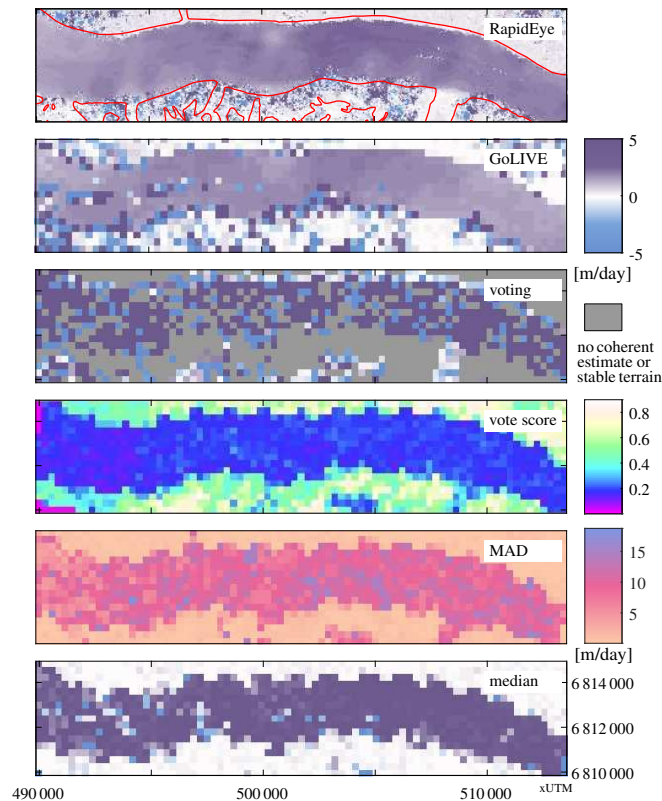 RapidEye
GoLIVE
5
0
-5
[m/day]
voting
no coherent
estimate or
stable terrain
vote score
0.8
0.6
0.4
0.2
MAD
15
10
5
[m/day]
median
6 814 000
6 812 000
6 810 000
490 000
500 000
510 000
xUTM